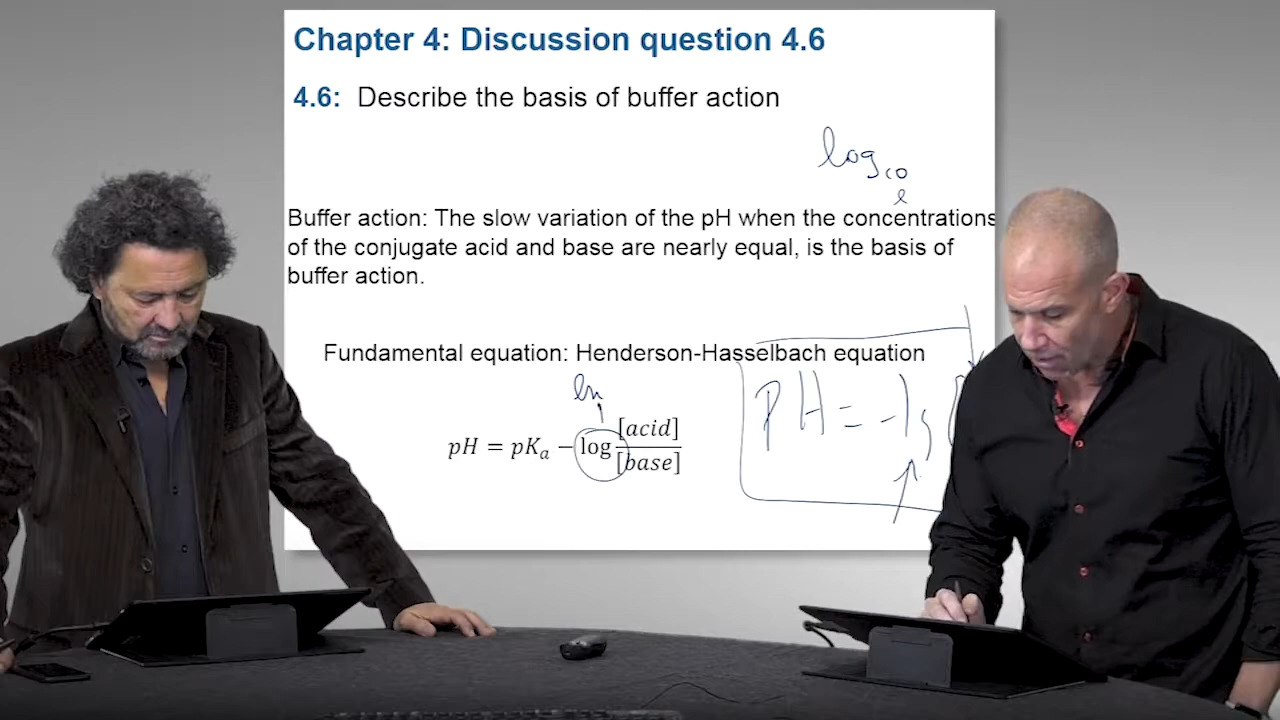 Chapter 4: Discussion question 4.6
4.6: Describe the basis of buffer action
log10
Buffer action: The slow variation of the pH when the concentrations
of the conjugate acid and base are nearly equal, is the basis of
buffer action.
Fundamental equation: Henderson-Hasselbach equation
ln
pH = pKa − log [acid]/[base]
pH = -lg